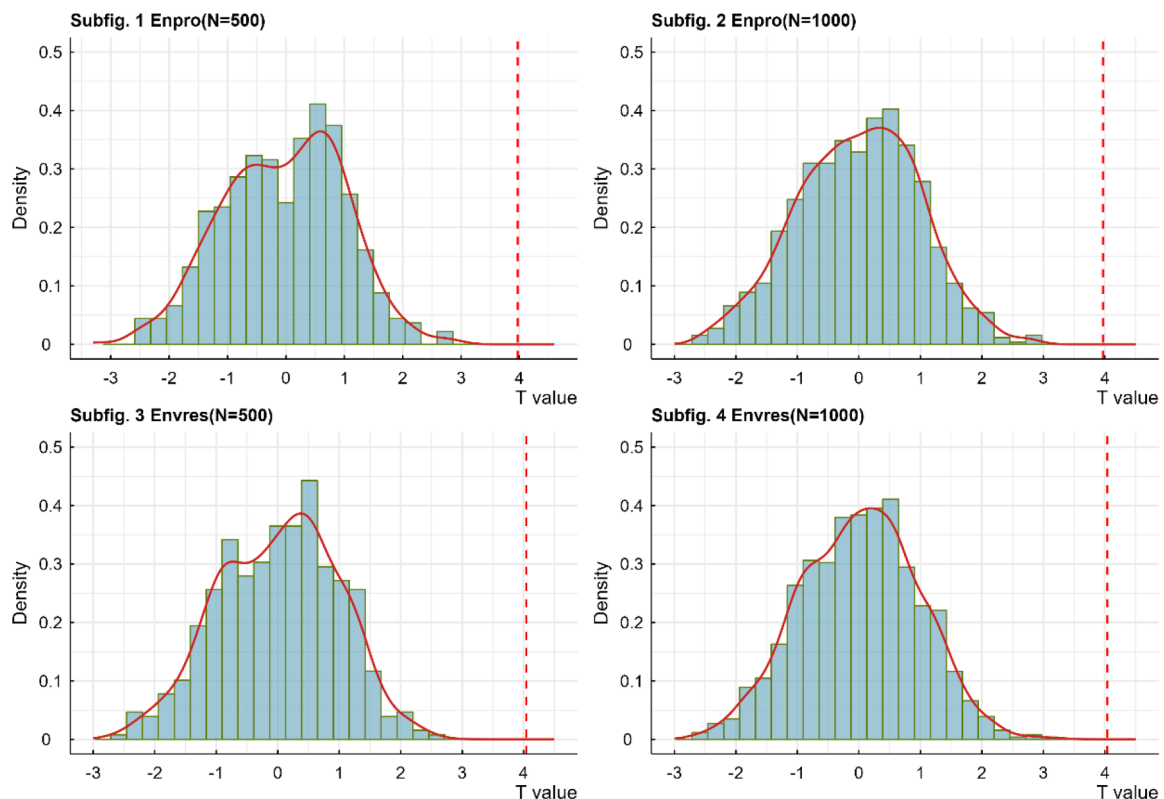 Subfig. 1 Enpro(N=500)
0.5
0.4
0.3
0.2
0.1
0
Density
-3 -2 -1 0 1 2 3 4
T value
Subfig. 2 Enpro(N=1000)
0.5
0.4
0.3
0.2
0.1
0
Density
-3 -2 -1 0 1 2 3 4
T value
Subfig. 3 Envres(N=500)
0.5
0.4
0.3
0.2
0.1
0
Density
-3 -2 -1 0 1 2 3 4
T value
Subfig. 4 Envres(N=1000)
0.5
0.4
0.3
0.2
0.1
0
Density
-3 -2 -1 0 1 2 3 4
T value